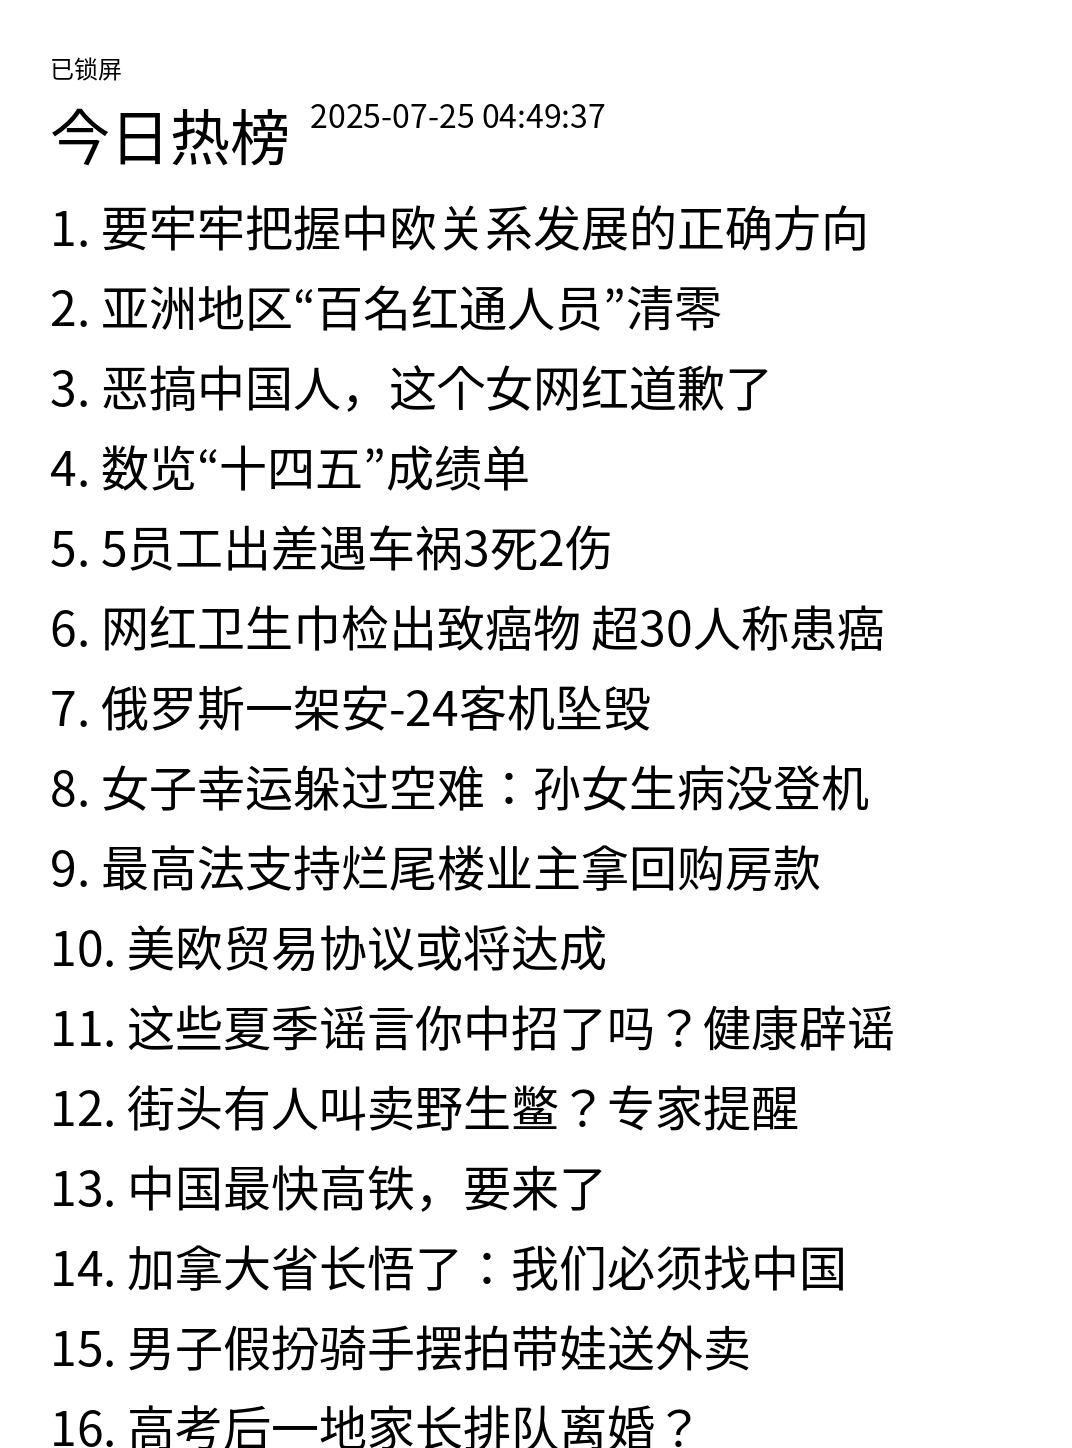 已锁屏
今日热榜 2025-07-25 04:49:37
1. 要牢牢把握中欧关系发展的正确方向
2. 亚洲地区“百名红通人员”清零
3. 恶搞中国人，这个女网红道歉了
4. 数览“十四五”成绩单
5. 5员工出差遇车祸3死2伤
6. 网红卫生巾检出致癌物 超30人称患癌
7. 俄罗斯一架安-24客机坠毁
8. 女子幸运躲过空难：孙女生病没登机
9. 最高法支持烂尾楼业主拿回购房款
10. 美欧贸易协议或将达成
11. 这些夏季谣言你中招了吗？健康辟谣
12. 街头有人叫卖野生鳖？专家提醒
13. 中国最快高铁，要来了
14. 加拿大省长悟了：我们必须找中国
15. 男子假扮骑手摆拍带娃送外卖
16. 高考后一地家长排队离婚？